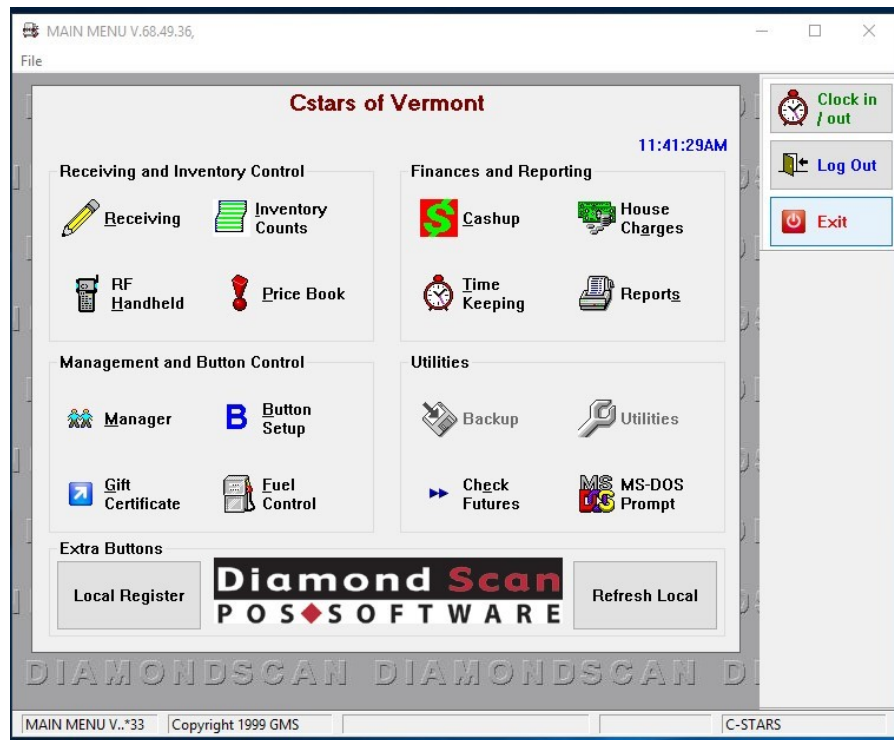 MAIN MENU V.68.49.36,
File
Cstars of Vermont
11:41:29AM
Clock in
/ out
Log Out
Exit
Receiving and Inventory Control
Receiving
Inventory
Counts
RF
Handheld
Price Book
Finances and Reporting
$ Cashup
House
Charges
Time
Keeping
Reports
Management and Button Control
Manager
B Button
Setup
Gift
Certificate
Fuel
Control
Utilities
Backup
Utilities
Check
Futures
MS-DOS
Prompt
MS
DOS
Extra Buttons
Local Register
Diamond Scan
POS◆SOFTWARE
Refresh Local
DIAMONDSCAN DIAMONDSCAN DI
MAIN MENU V..*33
Copyright 1999 GMS
C-STARS